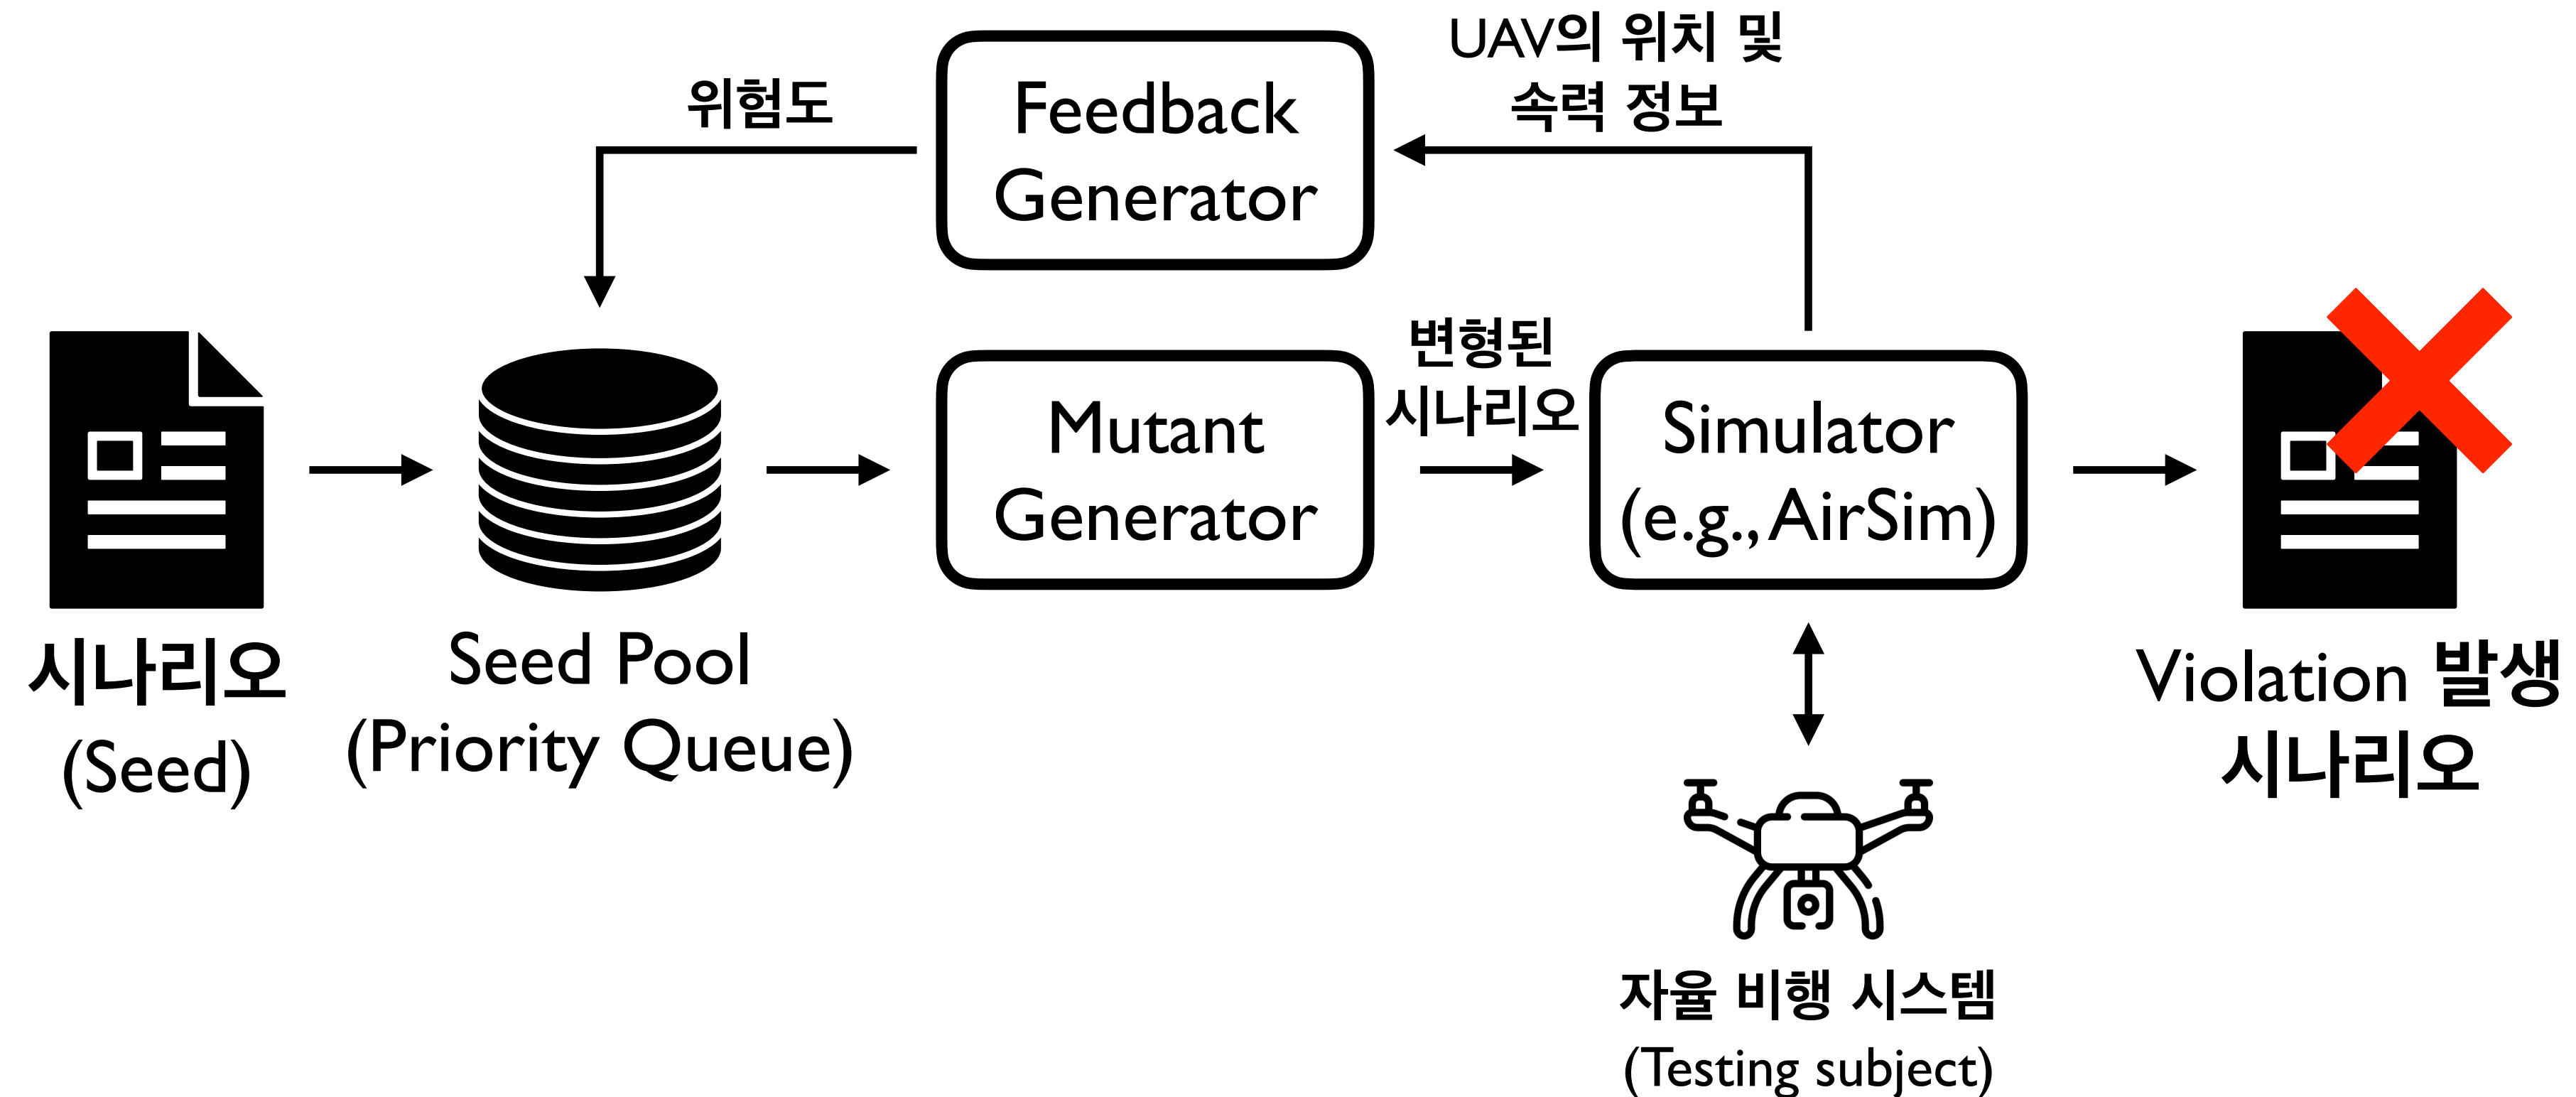 UAV의 위치 및
속력 정보
위험도
Feedback
Generator
변형된
시나리오
Mutant
Generator
Simulator
(e.g., AirSim)
시나리오
(Seed)
Seed Pool
(Priority Queue)
Violation 발생
시나리오
자율 비행 시스템
(Testing subject)